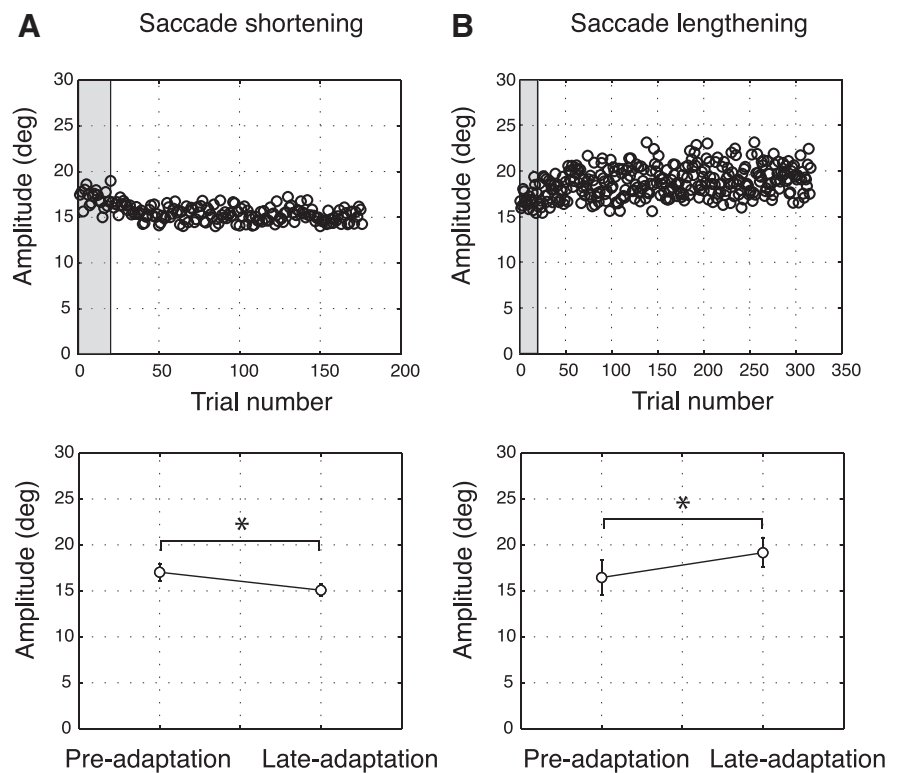 A Saccade shortening
30
25
20
15
10
5
0
Amplitude (deg)
0 50 100 150 200
Trial number
B Saccade lengthening
30
25
20
15
10
5
0
Amplitude (deg)
0 50 100 150 200 250 300 350
Trial number
30
25
20
15
10
5
0
Amplitude (deg)
*
Pre-adaptation Late-adaptation
30
25
20
15
10
5
0
Amplitude (deg)
*
Pre-adaptation Late-adaptation